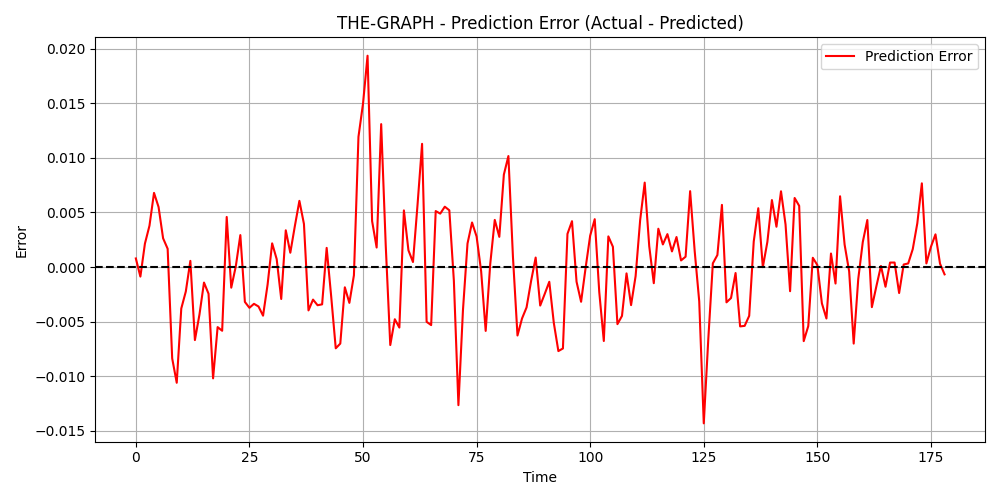 THE-GRAPH - Prediction Error (Actual - Predicted)
Prediction Error
0.020
0.015
0.010
0.005
0.000
−0.005
−0.010
−0.015
Error
0 25 50 75 100 125 150 175
Time